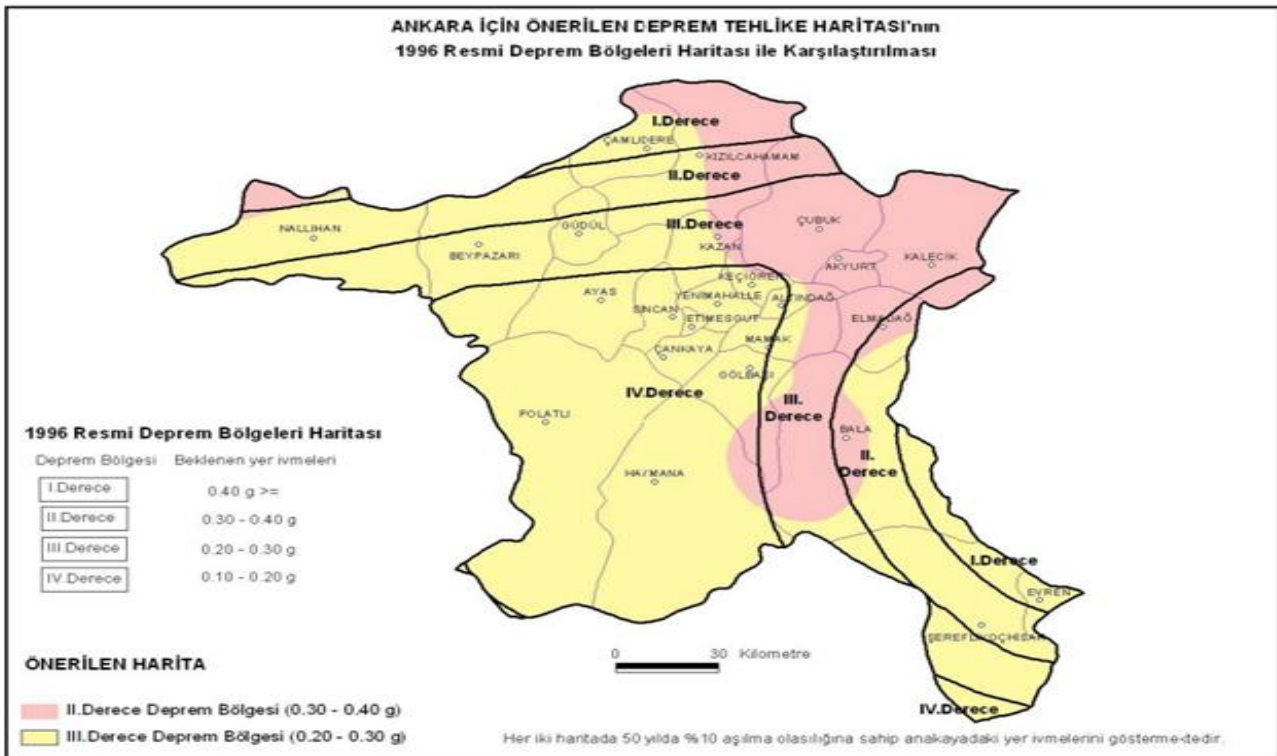 ANKARA İÇİN ÖNERİLEN DEPREM TEHLİKE HARİTASI'nın
1996 Resmi Deprem Bölgeleri Haritası ile Karşılaştırılması
I.Derece
ÇAMLIDERE
KIZILCAHAMAM
II.Derece
NALLIHAN
GÜDÜL
III.Derece
ÇUBUK
BEYPAZARI
KAZAN
AKYURT
KALECİK
KEÇİÖREN
AYAŞ
YENİMAHALLE
ALTINDAĞ
SİNCAN
ETİMESGUT
ELMADAĞ
MAMAK
ÇANKAYA
GÖLBAŞI
IV.Derece
III.
Derece
POLATLI
BALA
II.
Derece
HAYMANA
1996 Resmi Deprem Bölgeleri Haritası
Deprem Bölgesi Beklenen yer ivmeleri
I.Derece 0.40 g >=
II.Derece 0.30 - 0.40 g
III.Derece 0.20 - 0.30 g
IV.Derece 0.10 - 0.20 g
I.Derece
EVREN
ŞEREFLİKOÇHİSAR
0 30 Kilometre
ÖNERİLEN HARİTA
II.Derece Deprem Bölgesi (0.30 - 0.40 g)
IV.Derece
III.Derece Deprem Bölgesi (0.20 - 0.30 g)
Her iki haritada 50 yılda %10 aşılma olasılığına sahip anakayadaki yer ivmelerini göstermektedir.